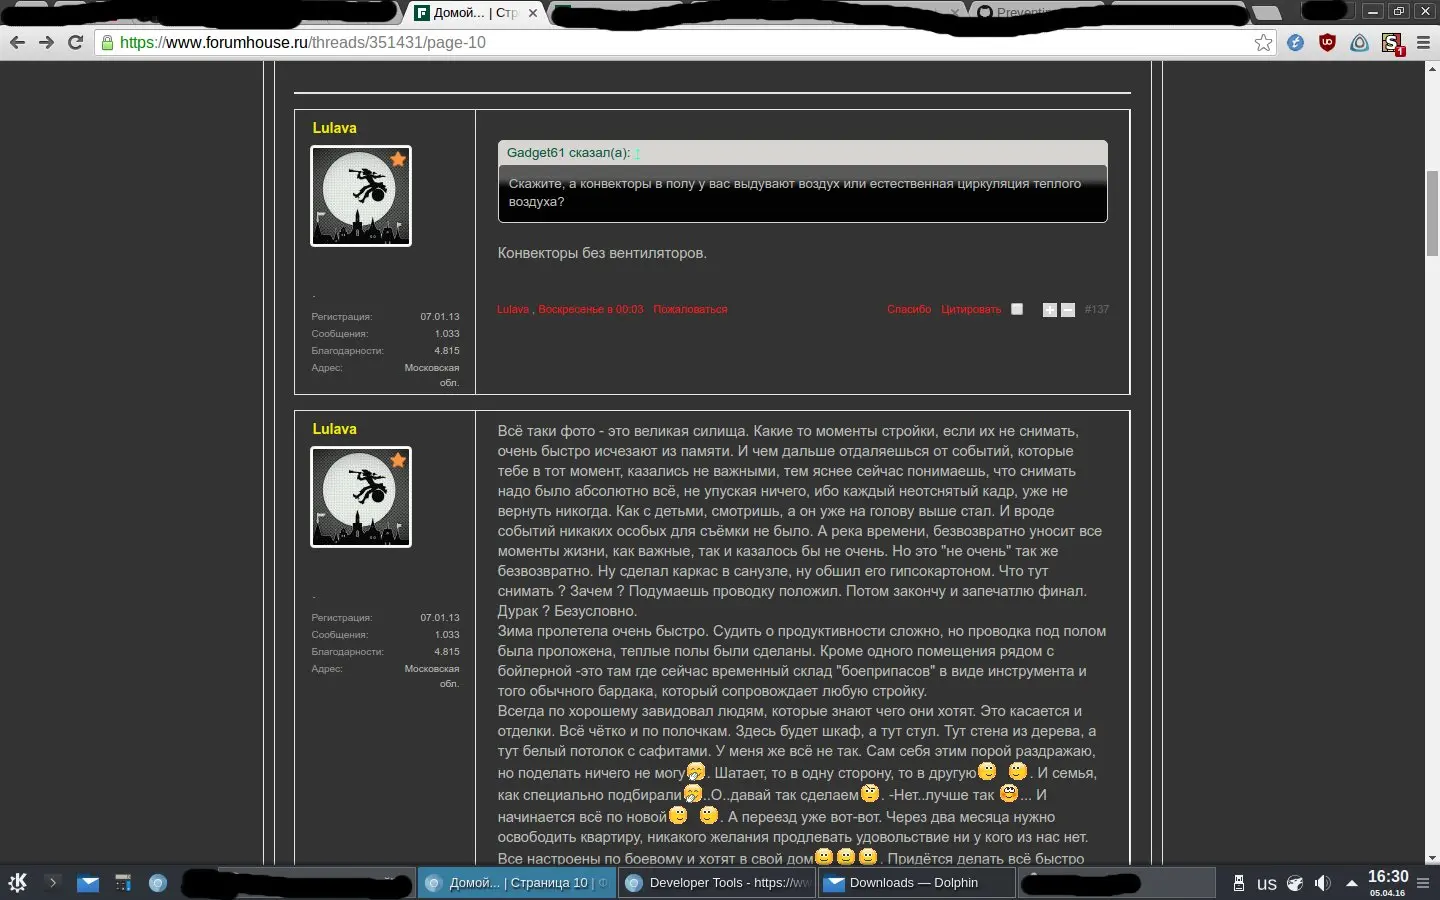 Домой... | Стр
Preventi
https://www.forumhouse.ru/threads/351431/page-10
1
Lulava
Gadget61 сказал(а): ↑
Скажите, а конвекторы в полу у вас выдувают воздух или естественная циркуляция теплого
воздуха?
Конвекторы без вентиляторов.
Lulava , Воскресенье в 00:03 Пожаловаться
Спасибо Цитировать + − #137
Регистрация: 07.01.13
Сообщения: 1.033
Благодарности: 4.815
Адрес: Московская
обл.
Lulava
Регистрация: 07.01.13
Сообщения: 1.033
Благодарности: 4.815
Адрес: Московская
обл.
Всё таки фото - это великая силища. Какие то моменты стройки, если их не снимать,
очень быстро исчезают из памяти. И чем дальше отдаляешься от событий, которые
тебе в тот момент, казались не важными, тем яснее сейчас понимаешь, что снимать
надо было абсолютно всё, не упуская ничего, ибо каждый неотснятый кадр, уже не
вернуть никогда. Как с детьми, смотришь, а он уже на голову выше стал. И вроде
событий никаких особых для съёмки не было. А река времени, безвозвратно уносит все
моменты жизни, как важные, так и казалось бы не очень. Но это "не очень" так же
безвозвратно. Ну сделал каркас в санузле, ну обшил его гипсокартоном. Что тут
снимать ? Зачем ? Подумаешь проводку положил. Потом закончу и запечатлю финал.
Дурак ? Безусловно.
Зима пролетела очень быстро. Судить о продуктивности сложно, но проводка под полом
была проложена, теплые полы были сделаны. Кроме одного помещения рядом с
бойлерной -это там где сейчас временный склад "боеприпасов" в виде инструмента и
того обычного бардака, который сопровождает любую стройку.
Всегда по хорошему завидовал людям, которые знают чего они хотят. Это касается и
отделки. Всё чётко и по полочкам. Здесь будет шкаф, а тут стул. Тут стена из дерева, а
тут белый потолок с сафитами. У меня же всё не так. Сам себя этим порой раздражаю,
но поделать ничего не могу. Шатает, то в одну сторону, то в другую . И семья,
как специально подбирали..О..давай так сделаем. -Нет..лучше так ... И
начинается всё по новой . А переезд уже вот-вот. Через два месяца нужно
освободить квартиру, никакого желания продлевать удовольствие ни у кого из нас нет.
Все настроены по боевому и хотят в свой дом. Придётся делать всё быстро
Домой... | Страница 10 | Ф
Developer Tools - https://ww
Downloads — Dolphin
us
16:30
05.04.16